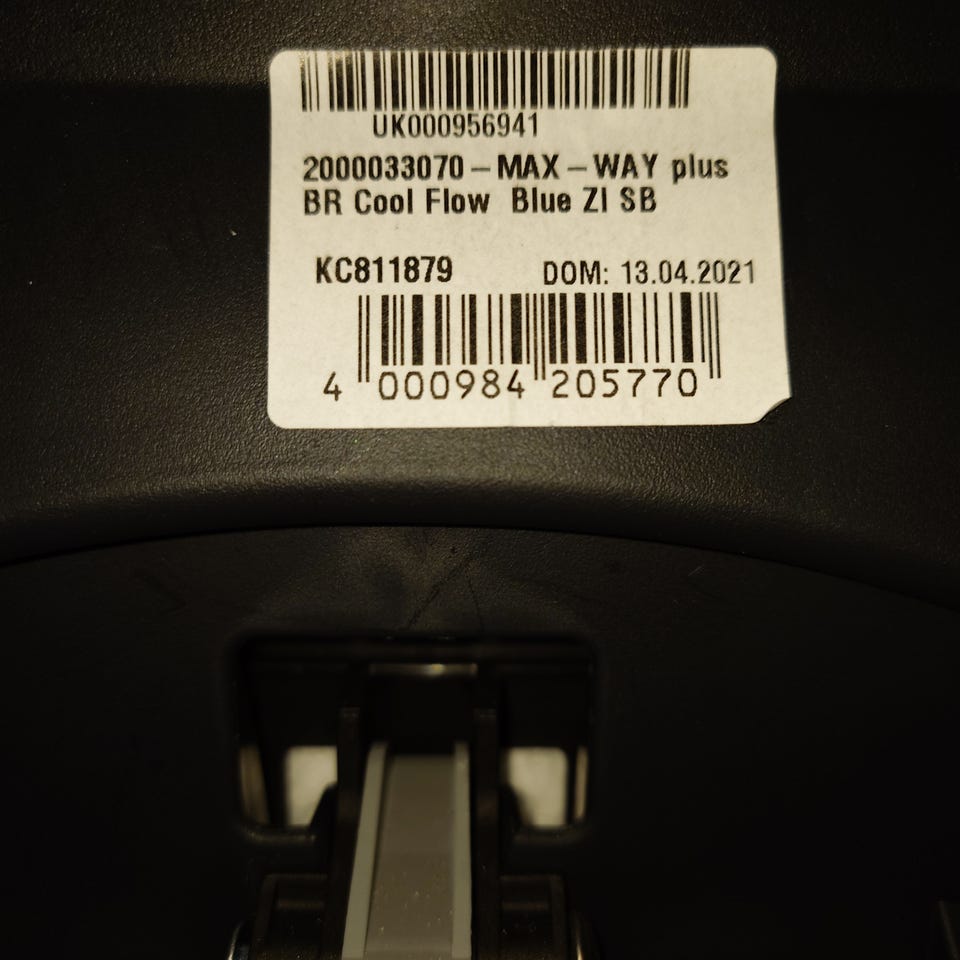 UK000956941
2000033070 – MAX – WAY plus
BR Cool Flow Blue ZI SB
KC811879 DOM: 13.04.2021
4 000984 205770